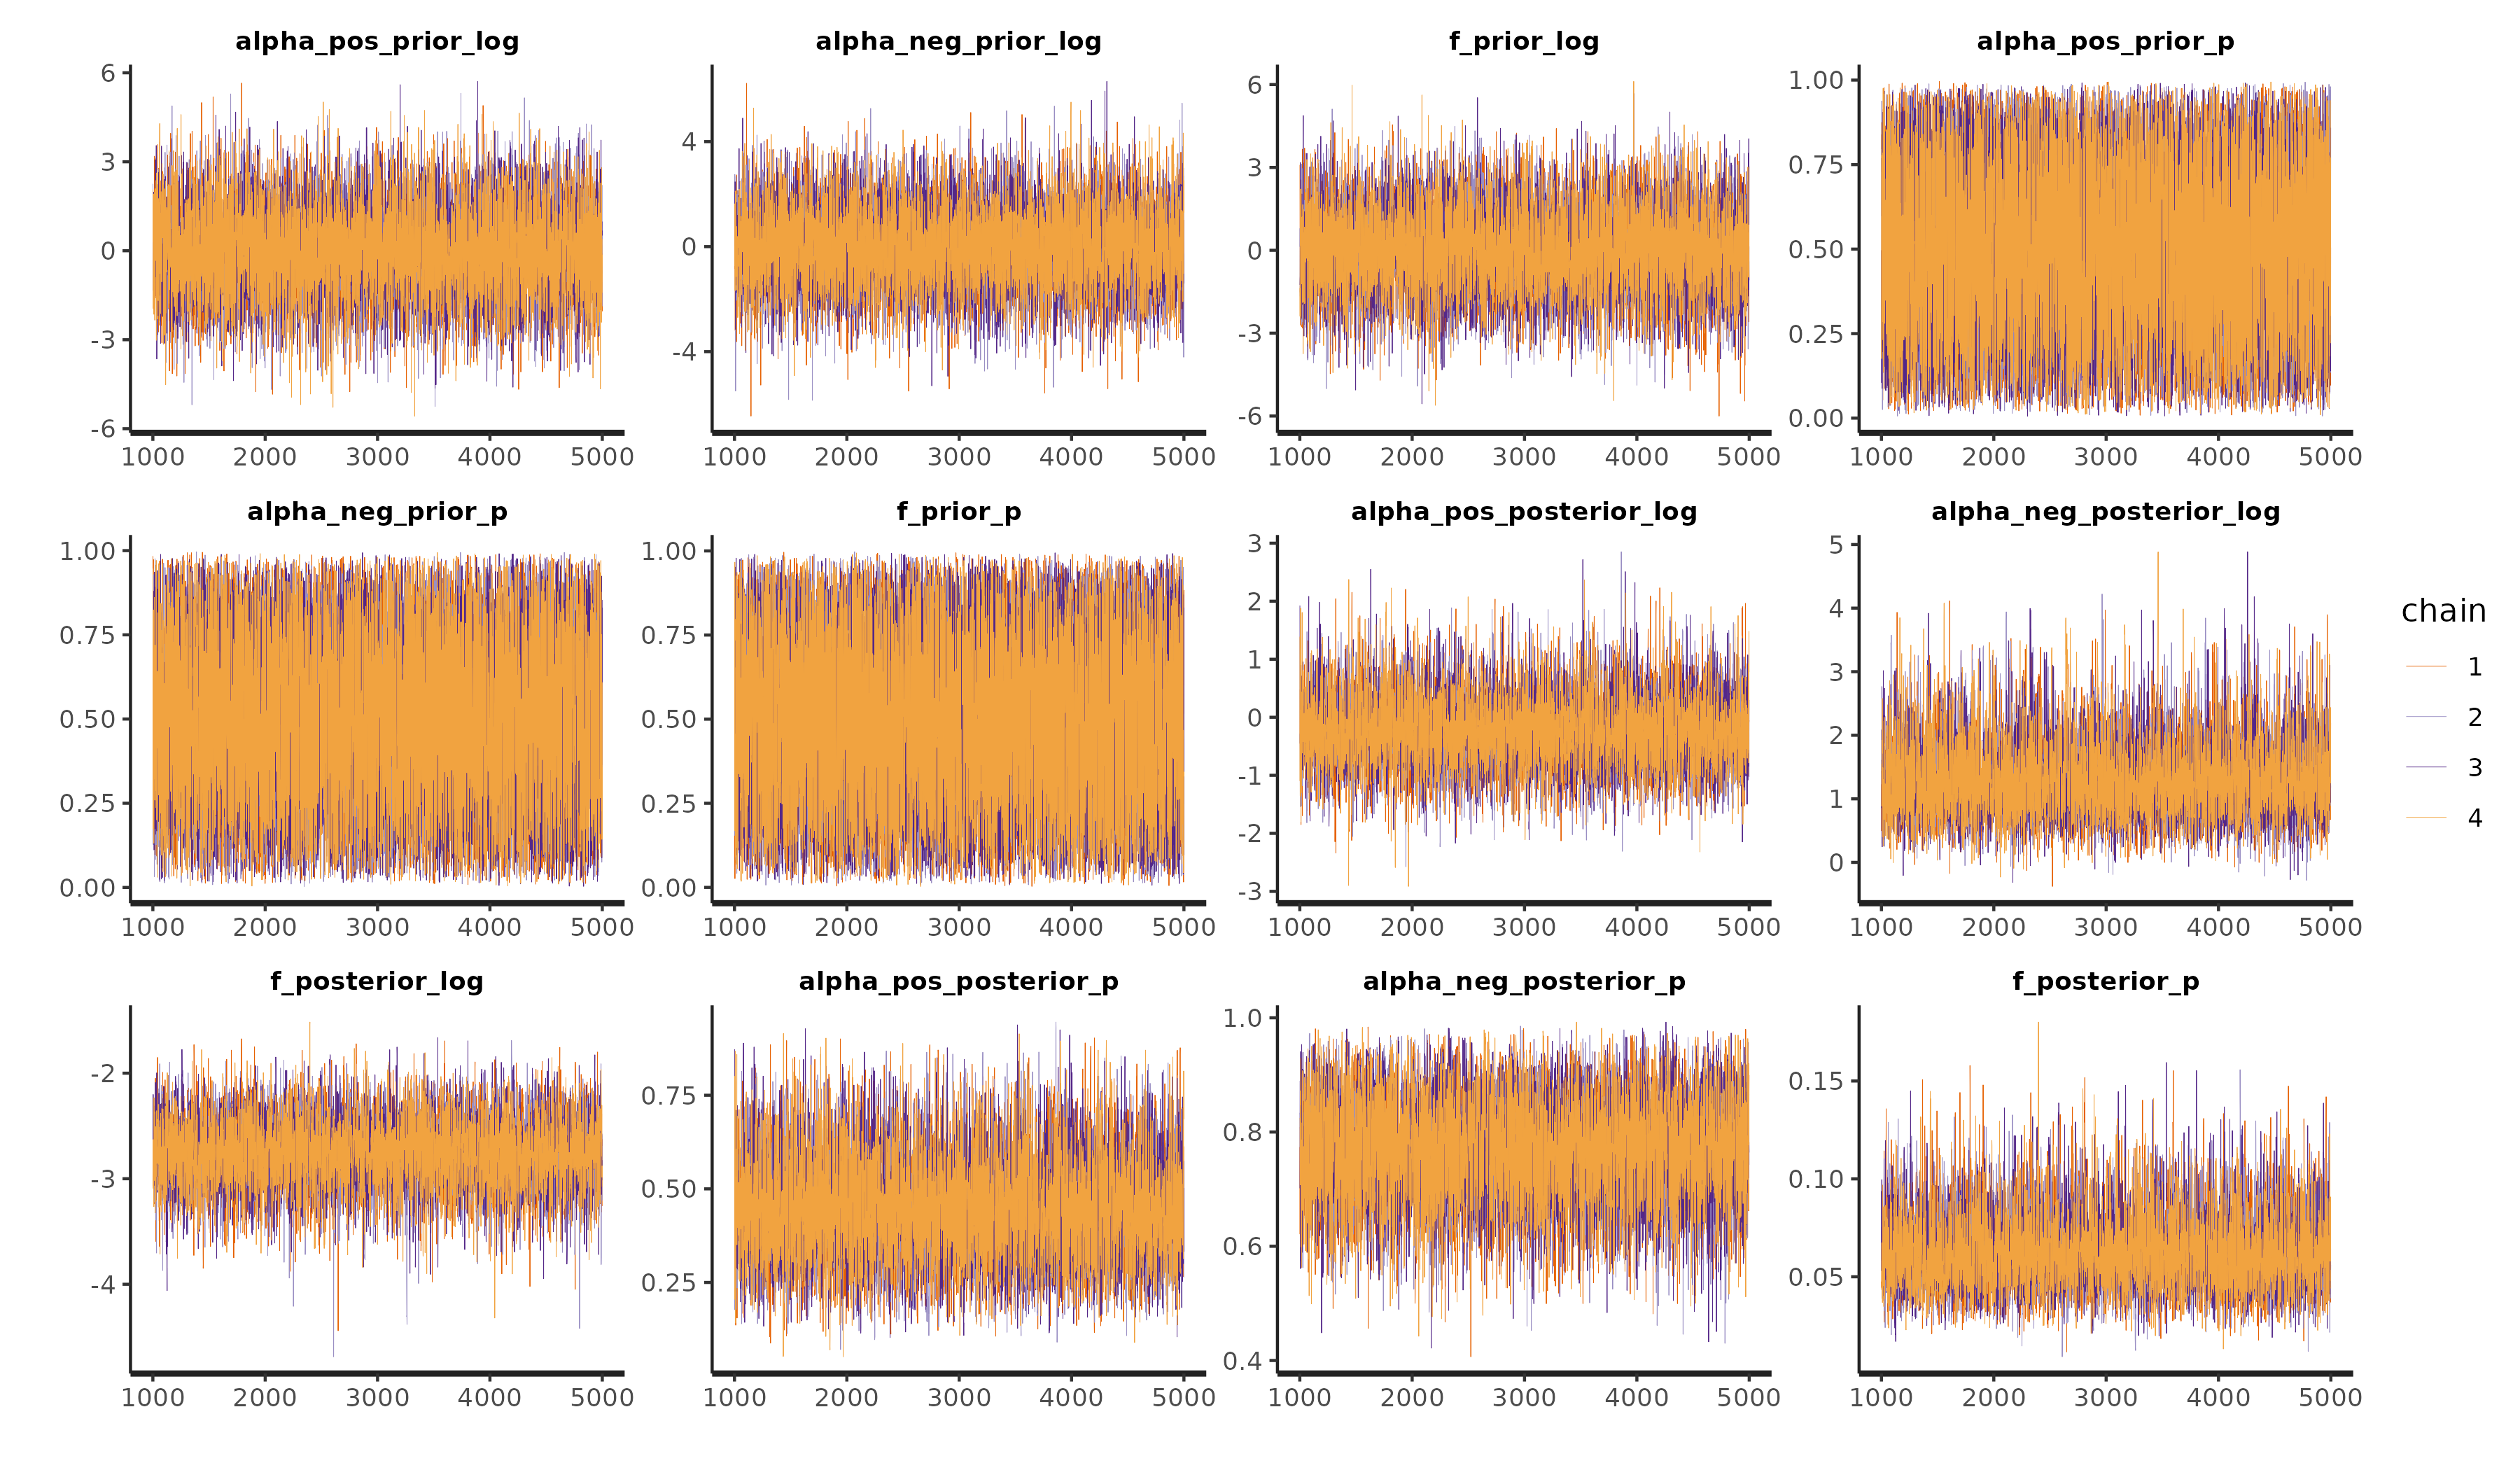 alpha_pos_prior_log
alpha_neg_prior_log
f_prior_log
alpha_pos_prior_p
6
3
0
-3
-6
4
0
-4
6
3
0
-3
-6
1.00
0.75
0.50
0.25
0.00
1000 2000 3000 4000 5000
1000 2000 3000 4000 5000
1000 2000 3000 4000 5000
1000 2000 3000 4000 5000
alpha_neg_prior_p
f_prior_p
alpha_pos_posterior_log
alpha_neg_posterior_log
1.00
0.75
0.50
0.25
0.00
1.00
0.75
0.50
0.25
0.00
3
2
1
0
-1
-2
-3
5
4
3
2
1
0
1000 2000 3000 4000 5000
1000 2000 3000 4000 5000
1000 2000 3000 4000 5000
1000 2000 3000 4000 5000
chain
1
2
3
4
f_posterior_log
alpha_pos_posterior_p
alpha_neg_posterior_p
f_posterior_p
-2
-3
-4
0.75
0.50
0.25
1.0
0.8
0.6
0.4
0.15
0.10
0.05
1000 2000 3000 4000 5000
1000 2000 3000 4000 5000
1000 2000 3000 4000 5000
1000 2000 3000 4000 5000